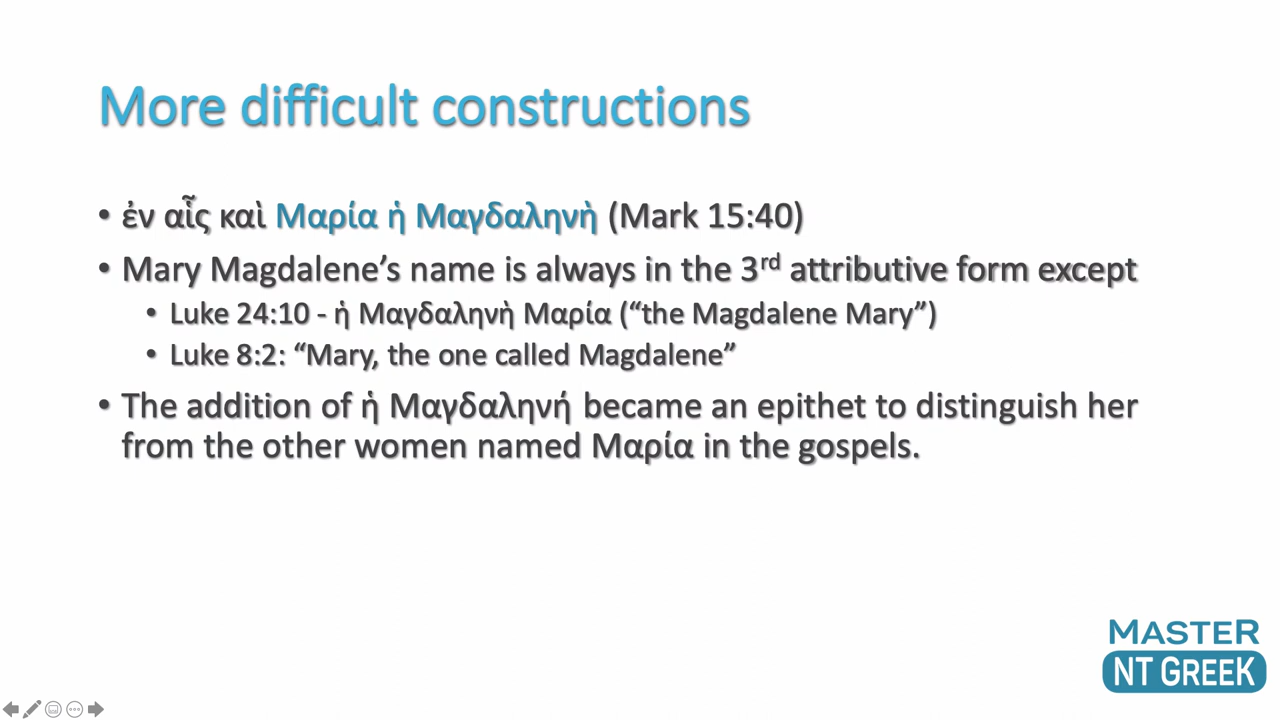 More difficult constructions
• ἐν αἷς καὶ Μαρία ἡ Μαγδαληνὴ (Mark 15:40)
• Mary Magdalene’s name is always in the 3rd attributive form except
• Luke 24:10 - ἡ Μαγδαληνὴ Μαρία (“the Magdalene Mary”)
• Luke 8:2: “Mary, the one called Magdalene”
• The addition of ἡ Μαγδαληνή became an epithet to distinguish her
from the other women named Μαρία in the gospels.
MASTER
NT GREEK